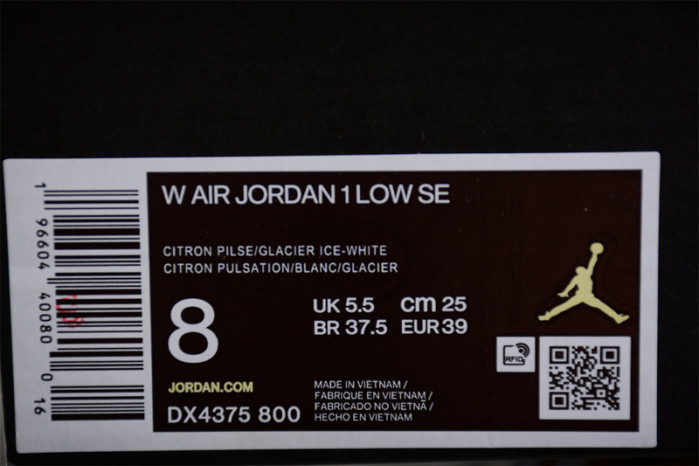 W AIR JORDAN 1 LOW SE
CITRON PILSE/GLACIER ICE-WHITE
CITRON PULSATION/BLANC/GLACIER
8
UK 5.5 cm 25
BR 37.5 EUR 39
RFID
JORDAN.COM
DX4375 800
MADE IN VIETNAM /
FABRIQUE EN VIETNAM /
FABRICADO NO VIETNÃ /
HECHO EN VIETNAM
1 96604 40080 0 16